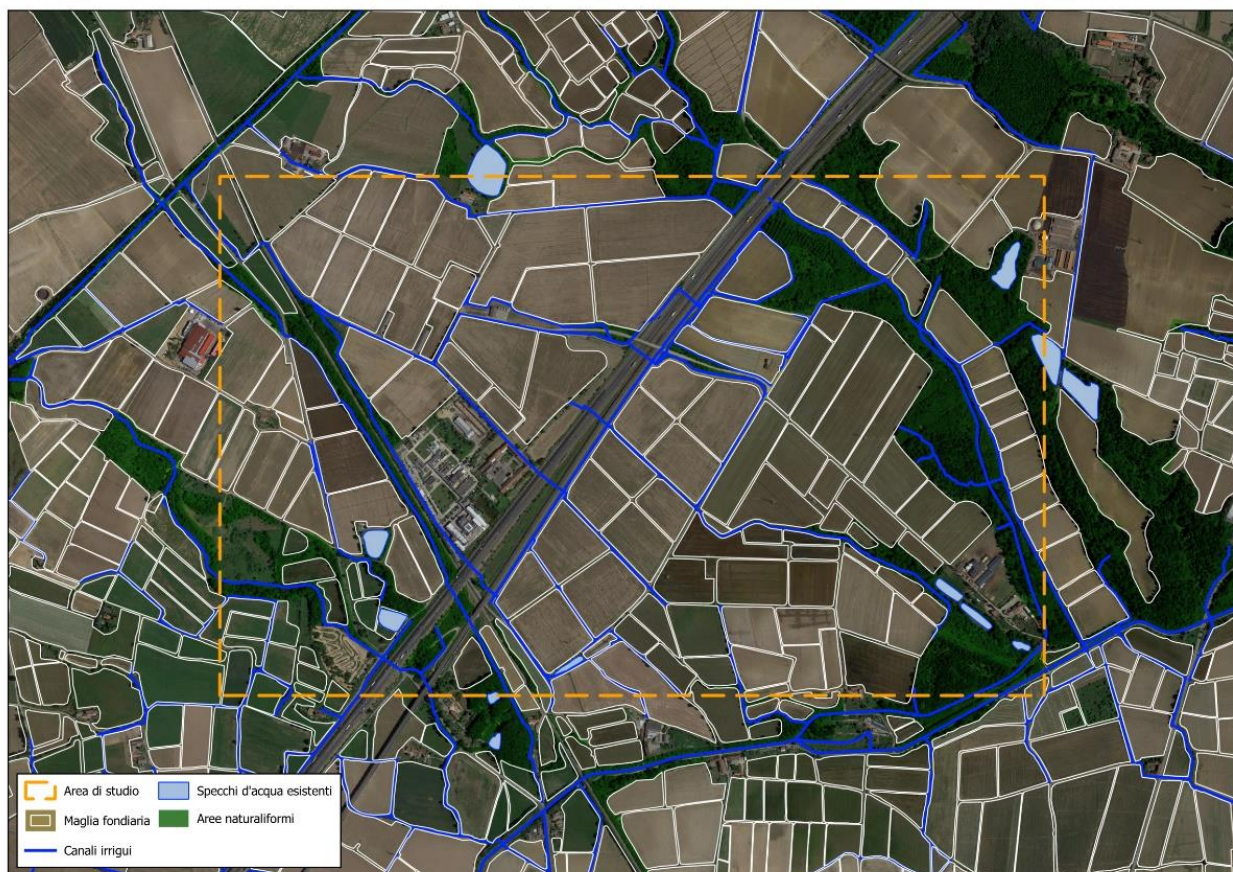 Area di studio
Specchi d'acqua esistenti
Maglia fondiaria
Aree naturaliformi
Canali irrigui